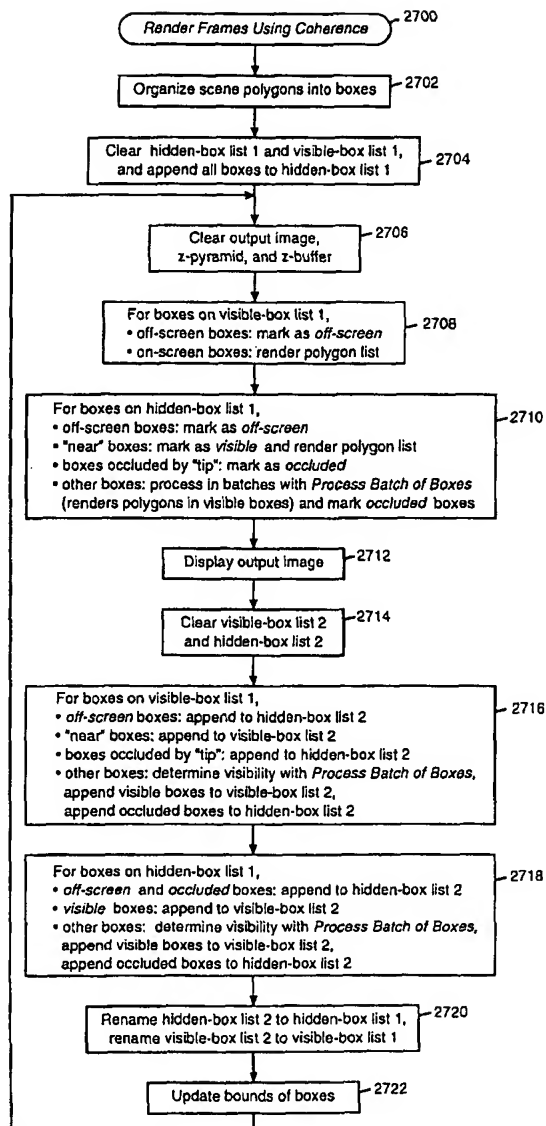 Render Frames Using Coherence
2700
Organize scene polygons into boxes
2702
Clear hidden-box list 1 and visible-box list 1,
and append all boxes to hidden-box list 1
2704
Clear output image,
z-pyramid, and z-buffer
2706
For boxes on visible-box list 1,
• off-screen boxes: mark as off-screen
• on-screen boxes: render polygon list
2708
For boxes on hidden-box list 1,
• off-screen boxes: mark as off-screen
• "near" boxes: mark as visible and render polygon list
• boxes occluded by "tip": mark as occluded
• other boxes: process in batches with Process Batch of Boxes
(renders polygons in visible boxes) and mark occluded boxes
2710
Display output image
2712
Clear visible-box list 2
and hidden-box list 2
2714
For boxes on visible-box list 1,
• off-screen boxes: append to hidden-box list 2
• "near" boxes: append to visible-box list 2
• boxes occluded by "tip": append to hidden-box list 2
• other boxes: determine visibility with Process Batch of Boxes,
append visible boxes to visible-box list 2,
append occluded boxes to hidden-box list 2
2716
For boxes on hidden-box list 1,
• off-screen and occluded boxes: append to hidden-box list 2
• visible boxes: append to visible-box list 2
• other boxes: determine visibility with Process Batch of Boxes,
append visible boxes to visible-box list 2,
append occluded boxes to hidden-box list 2
2718
Rename hidden-box list 2 to hidden-box list 1,
rename visible-box list 2 to visible-box list 1
2720
Update bounds of boxes
2722